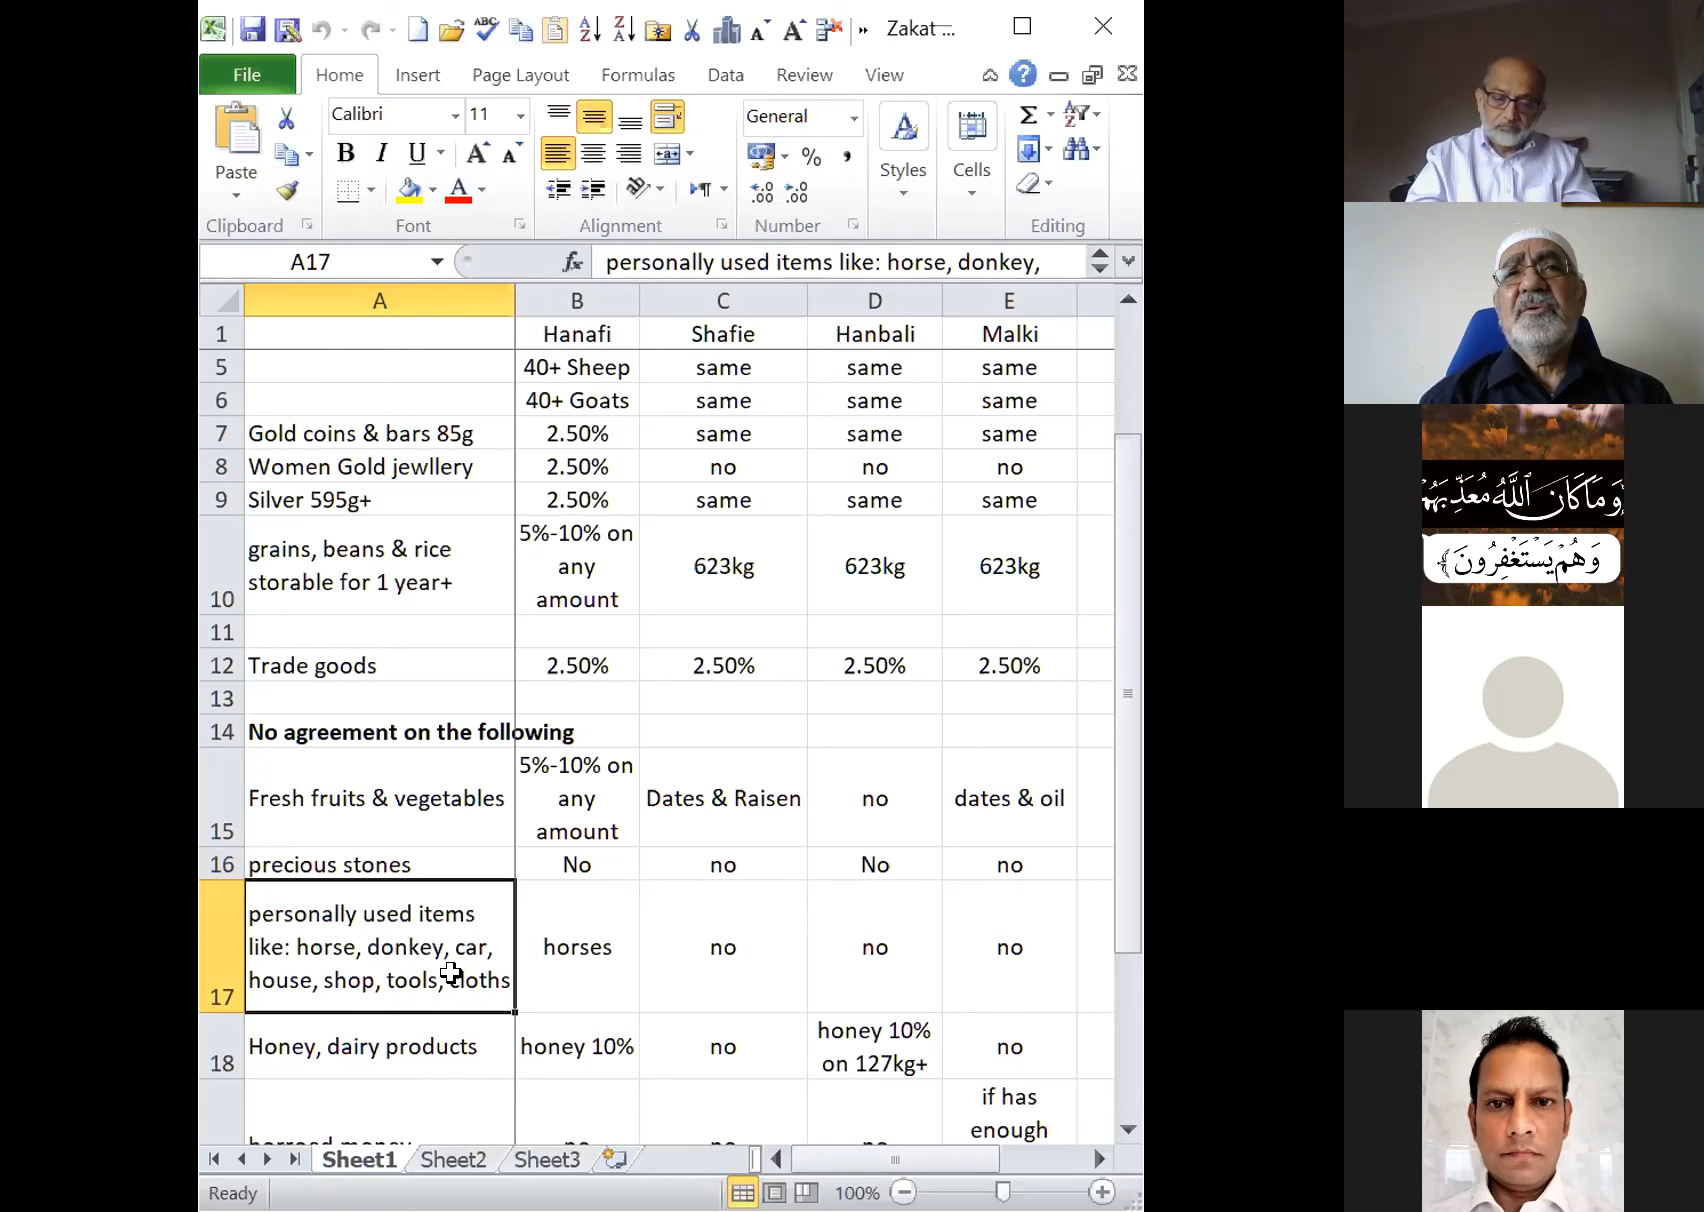 Zakat ...
File Home Insert Page Layout Formulas Data Review View
Calibri 11 General
Paste Styles Cells
Clipboard Font Alignment Number Editing
A17 fx personally used items like: horse, donkey,
A B C D E
1 Hanafi Shafie Hanbali Malki
5 40+ Sheep same same same
6 40+ Goats same same same
7 Gold coins & bars 85g 2.50% same same same
8 Women Gold jewllery 2.50% no no no
9 Silver 595g+ 2.50% same same same
5%-10% on
grains, beans & rice any 623kg 623kg 623kg
storable for 1 year+
10 amount
11
12 Trade goods 2.50% 2.50% 2.50% 2.50%
13
14 No agreement on the following
5%-10% on
Fresh fruits & vegetables any Dates & Raisen no dates & oil
15 amount
16 precious stones No no No no
personally used items
like: horse, donkey, car, horses no no no
house, shop, tools, cloths
17
honey 10%
Honey, dairy products honey 10% no no
18 on 127kg+
if has
enough
Sheet1 Sheet2 Sheet3
Ready 100%
وَمَا كَانَ ٱللَّهُ مُعَذِّبَهُمْ
وَهُمْ يَسْتَغْفِرُونَ